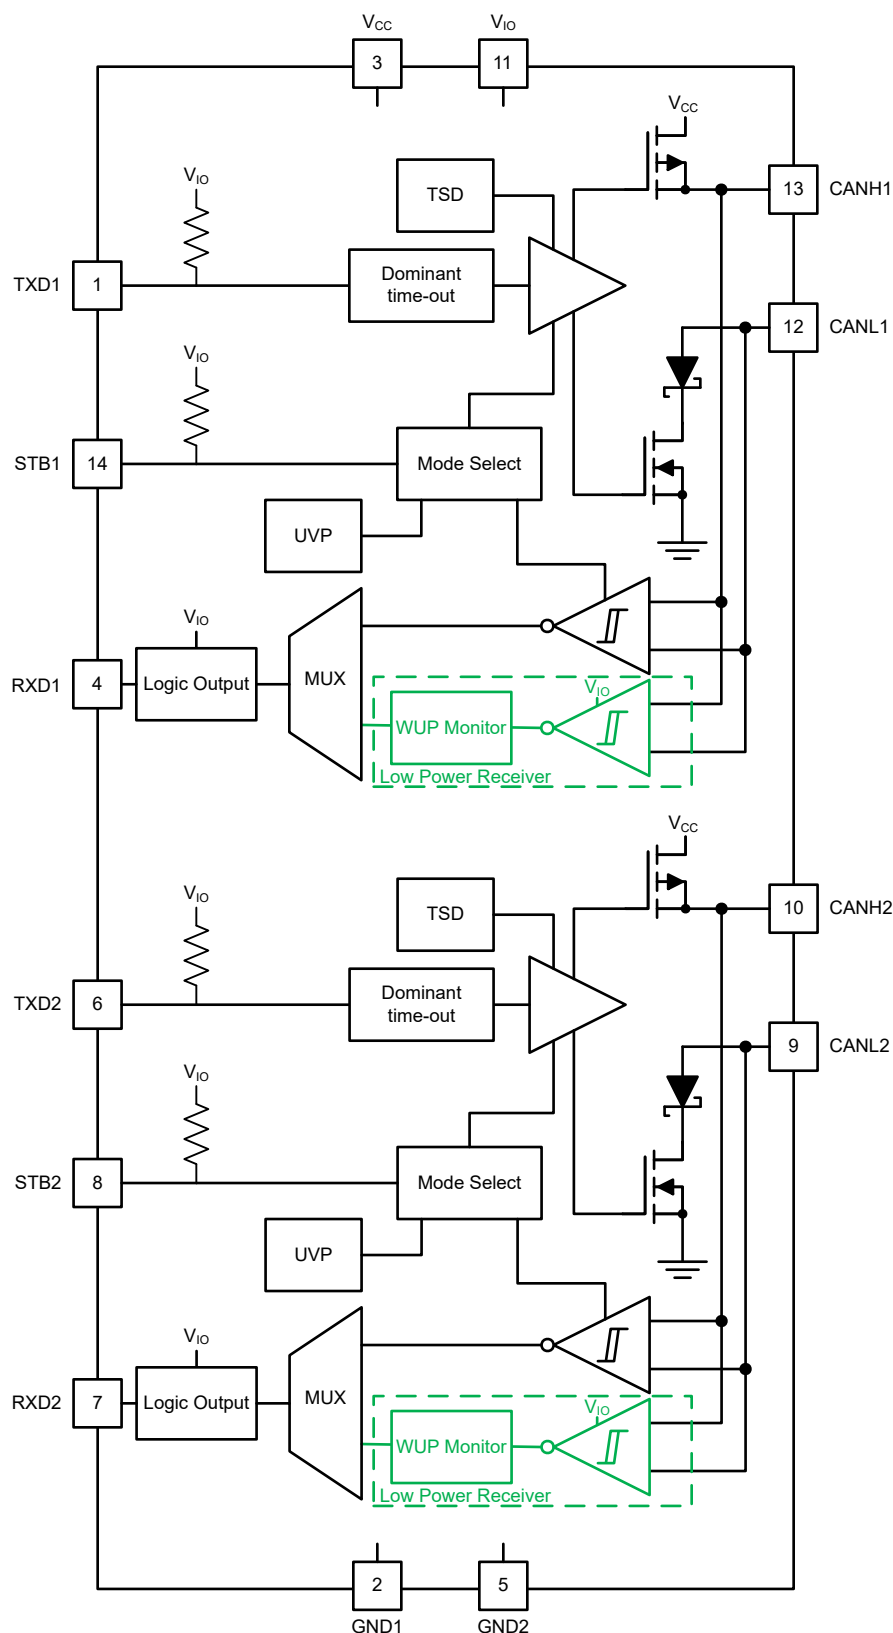 VCC
VIO
3
11
VCC
VIO
TSD
13
CANH1
TXD1
1
Dominant
time-out
12
CANL1
VIO
STB1
14
Mode Select
UVP
VIO
RXD1
4
Logic Output
MUX
VIO
WUP Monitor
Low Power Receiver
VCC
VIO
TSD
10
CANH2
TXD2
6
Dominant
time-out
9
CANL2
VIO
STB2
8
Mode Select
UVP
VIO
RXD2
7
Logic Output
MUX
VIO
WUP Monitor
Low Power Receiver
2
5
GND1
GND2